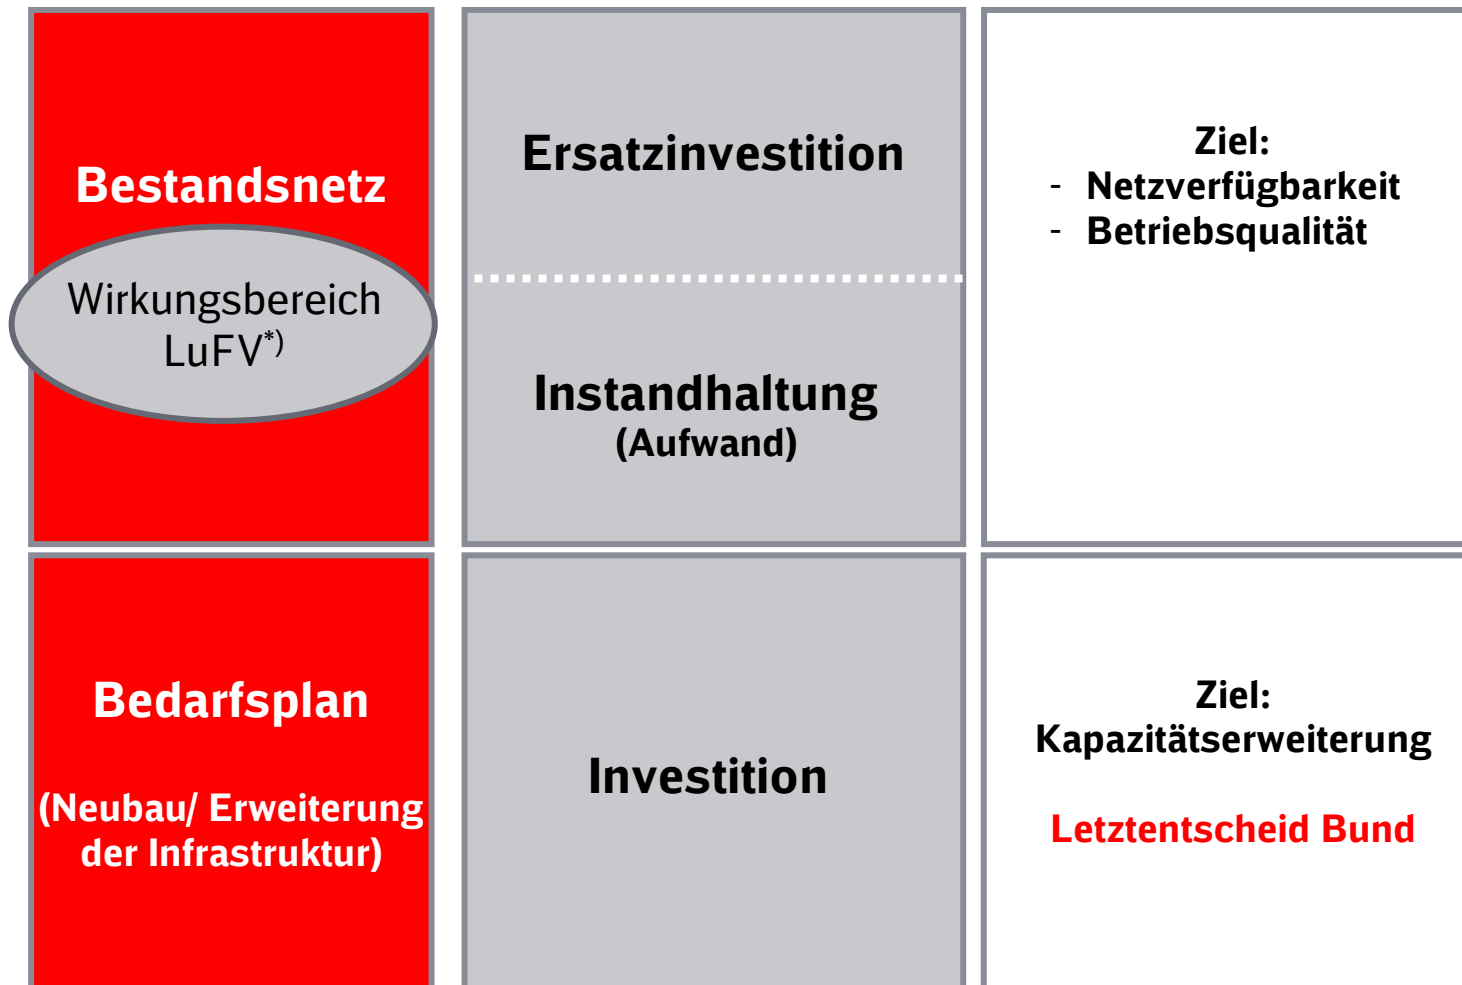 Bestandsnetz
Wirkungsbereich
LuFV*)
Ersatzinvestition
Instandhaltung
(Aufwand)
Ziel:
- Netzverfügbarkeit
- Betriebsqualität
Bedarfsplan
(Neubau/ Erweiterung
der Infrastruktur)
Investition
Ziel:
Kapazitätserweiterung
Letztentscheid Bund